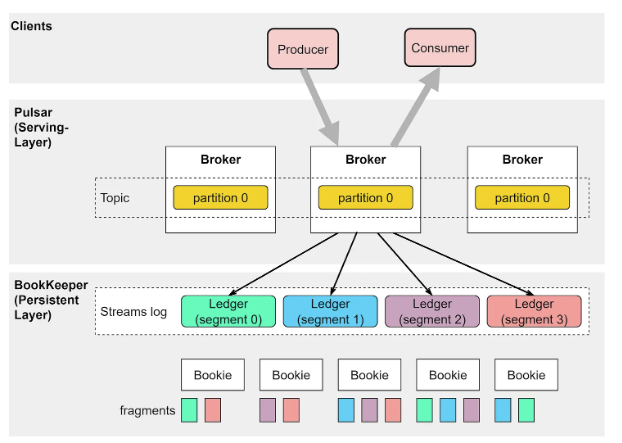 Clients
Producer
Consumer
Pulsar
(Serving-
Layer)
Broker
Broker
Broker
Topic
partition 0
partition 0
partition 0
BookKeeper
(Persistent
Layer)
Streams log
Ledger
(segment 0)
Ledger
(segment 1)
Ledger
(segment 2)
Ledger
(segment 3)
Bookie
Bookie
Bookie
Bookie
Bookie
fragments